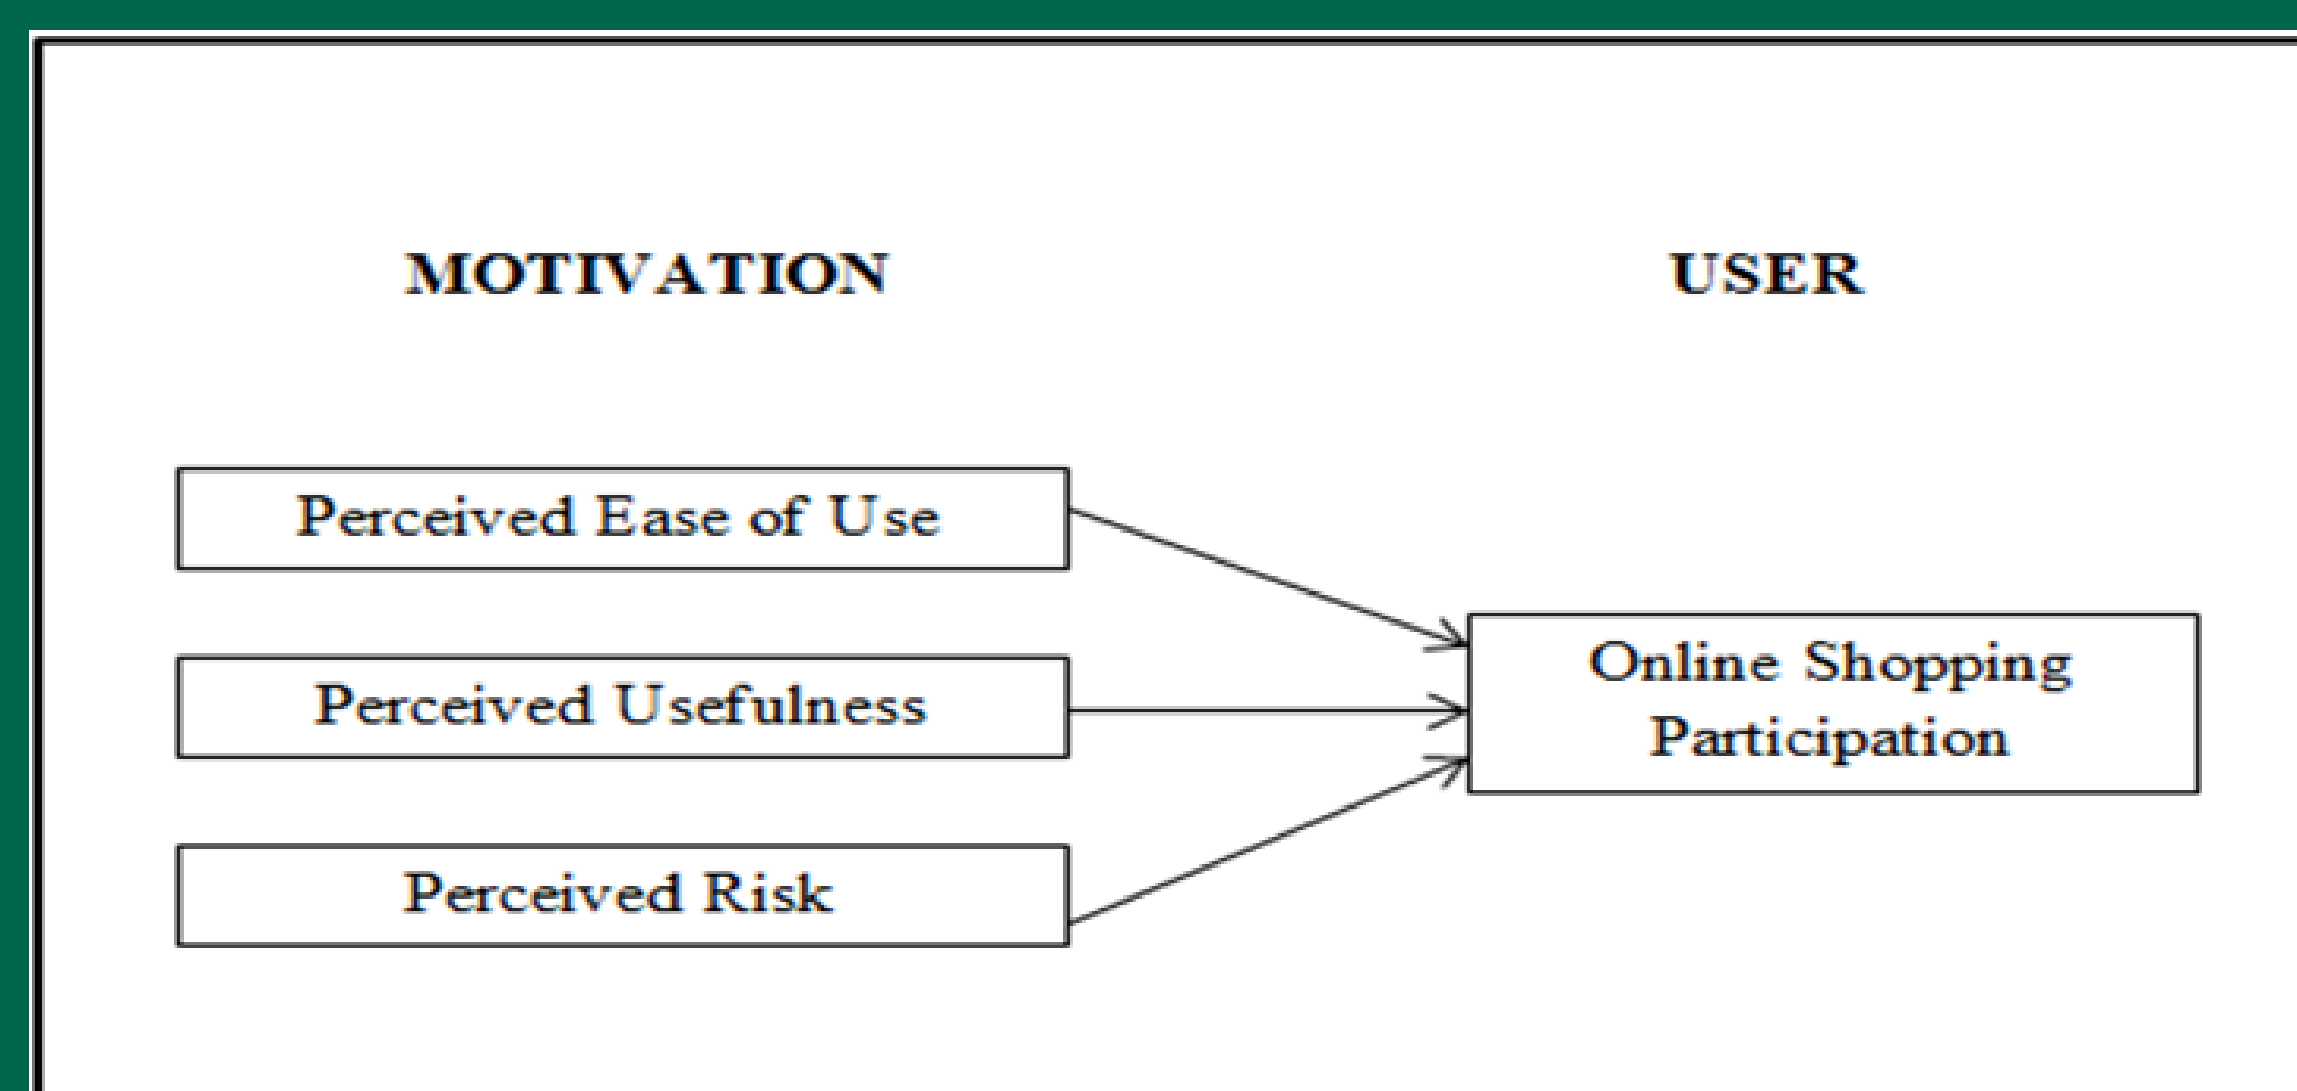 MOTIVATION
USER
Perceived Ease of Use
Perceived Usefulness
Perceived Risk
Online Shopping
Participation